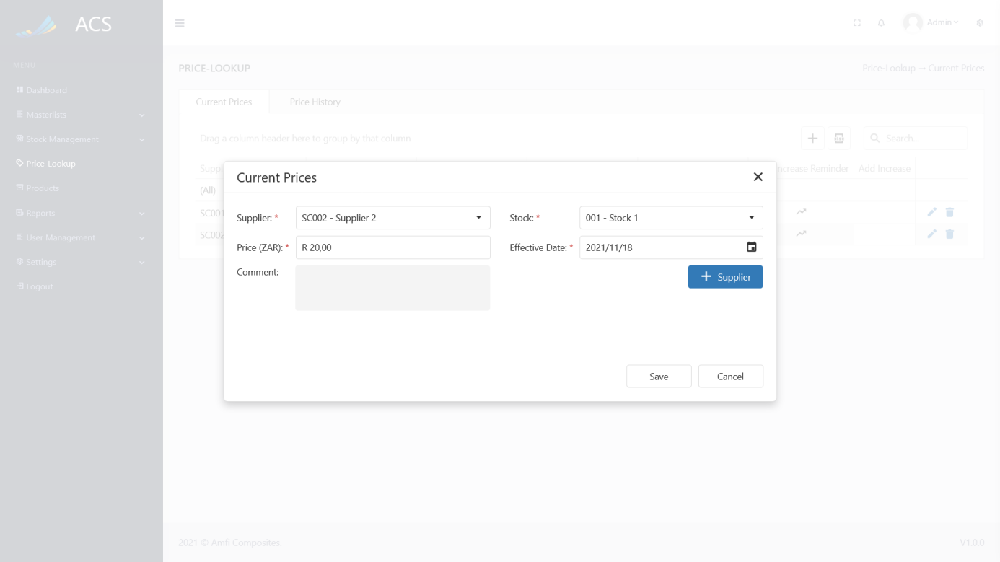 ACS
Admin
MENU
PRICE-LOOKUP
Price-Lookup → Current Prices
Dashboard
Current Prices
Price History
Masterlists
Drag a column header here to group by that column
Search...
Stock Management
Price-Lookup
Increase Reminder
Add Increase
Current Prices
Products
(All)
Reports
SC001
Supplier: *
SC002 - Supplier 2
Stock: *
001 - Stock 1
User Management
SC002
Price (ZAR): *
R 20,00
Effective Date: *
2021/11/18
Settings
Comment:
Supplier
Logout
Save
Cancel
2021 © Amfi Composites.
V1.0.0